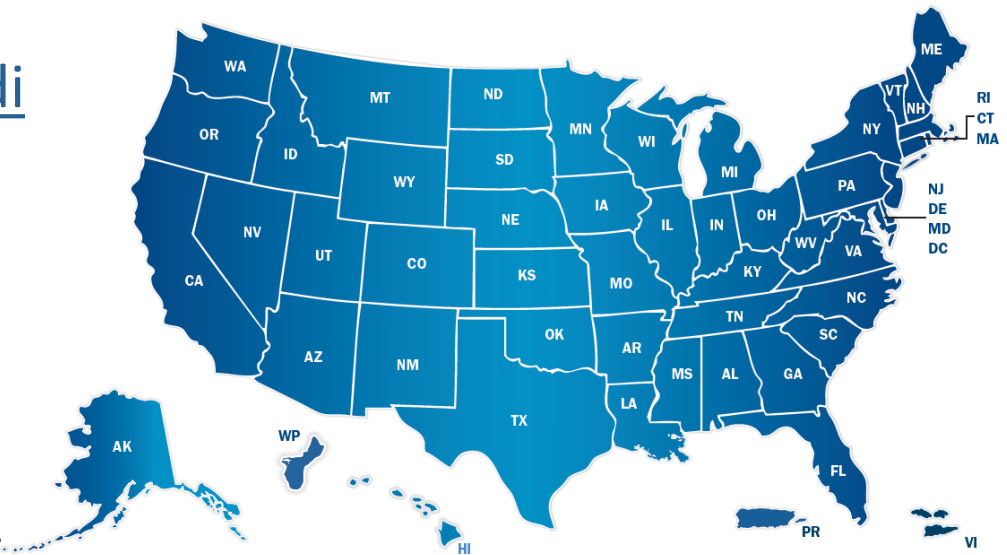 di
ME
WA
VT
MT
ND
RI
NH
CT
MN
NY
OR
WI
MA
ID
SD
MI
WY
PA
NJ
IA
DE
NE
OH
IL
IN
MD
NV
WV
DC
VA
UT
CO
KY
KS
CA
MO
NC
TN
SC
OK
AR
AZ
NM
MS
AL
GA
LA
TX
WP
AK
FL
PR
VI
HI